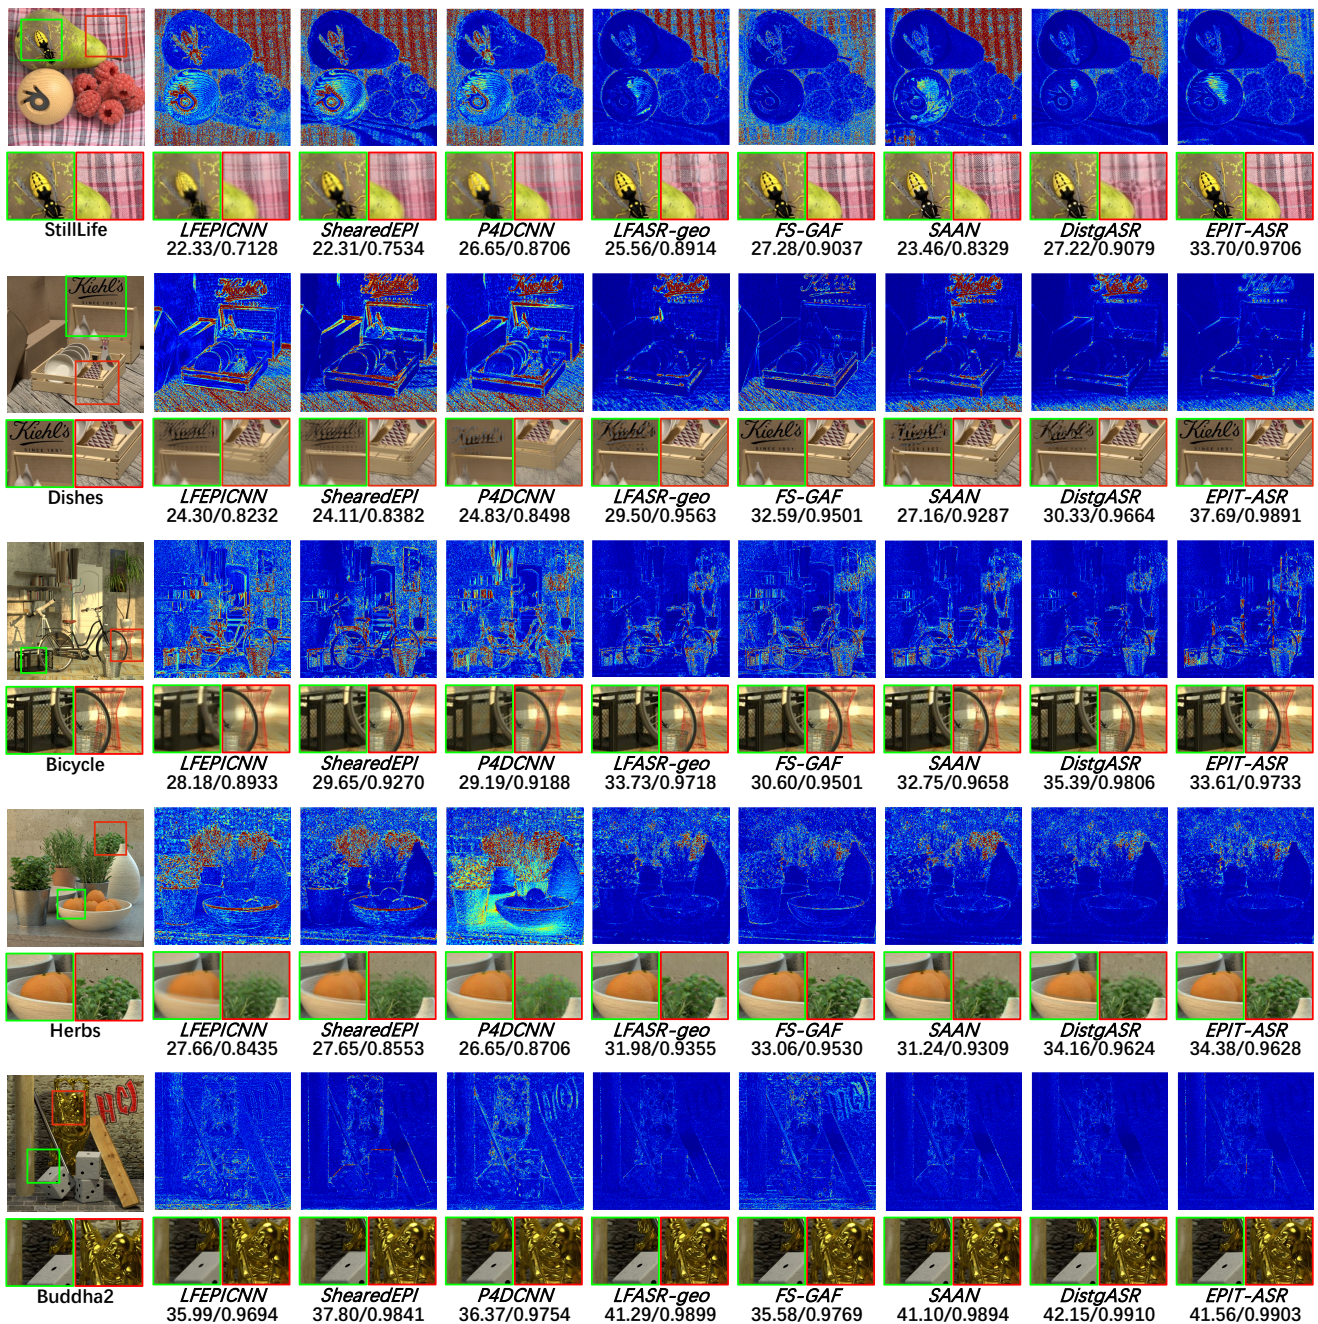 StillLife LFEPICNN ShearedEPI P4DCNN LFASR-geo FS-GAF SAAN DistgASR EPIT-ASR
22.33/0.7128 22.31/0.7534 26.65/0.8706 25.56/0.8914 27.28/0.9037 23.46/0.8329 27.22/0.9079 33.70/0.9706
Kiehl's
SINCE 1851
Dishes LFEPICNN ShearedEPI P4DCNN LFASR-geo FS-GAF SAAN DistgASR EPIT-ASR
24.30/0.8232 24.11/0.8382 24.83/0.8498 29.50/0.9563 32.59/0.9501 27.16/0.9287 30.33/0.9664 37.69/0.9891
Bicycle LFEPICNN ShearedEPI P4DCNN LFASR-geo FS-GAF SAAN DistgASR EPIT-ASR
28.18/0.8933 29.65/0.9270 29.19/0.9188 33.73/0.9718 30.60/0.9501 32.75/0.9658 35.39/0.9806 33.61/0.9733
Herbs LFEPICNN ShearedEPI P4DCNN LFASR-geo FS-GAF SAAN DistgASR EPIT-ASR
27.66/0.8435 27.65/0.8553 26.65/0.8706 31.98/0.9355 33.06/0.9530 31.24/0.9309 34.16/0.9624 34.38/0.9628
Buddha2 LFEPICNN ShearedEPI P4DCNN LFASR-geo FS-GAF SAAN DistgASR EPIT-ASR
35.99/0.9694 37.80/0.9841 36.37/0.9754 41.29/0.9899 35.58/0.9769 41.10/0.9894 42.15/0.9910 41.56/0.9903